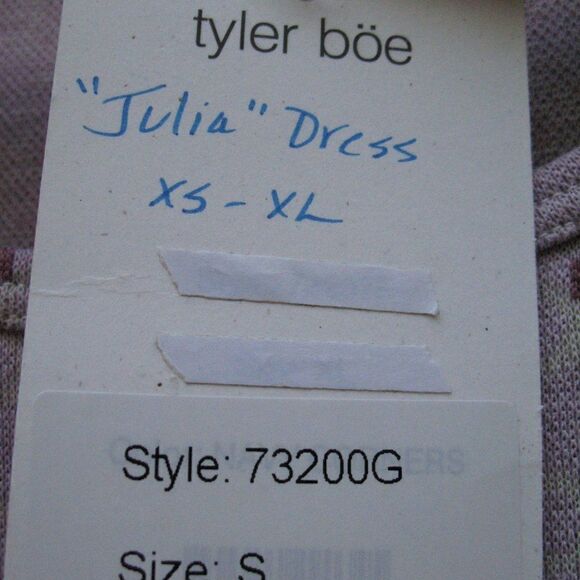 tyler böe
"Julia" Dress
XS - XL
Style: 73200G
Size: S